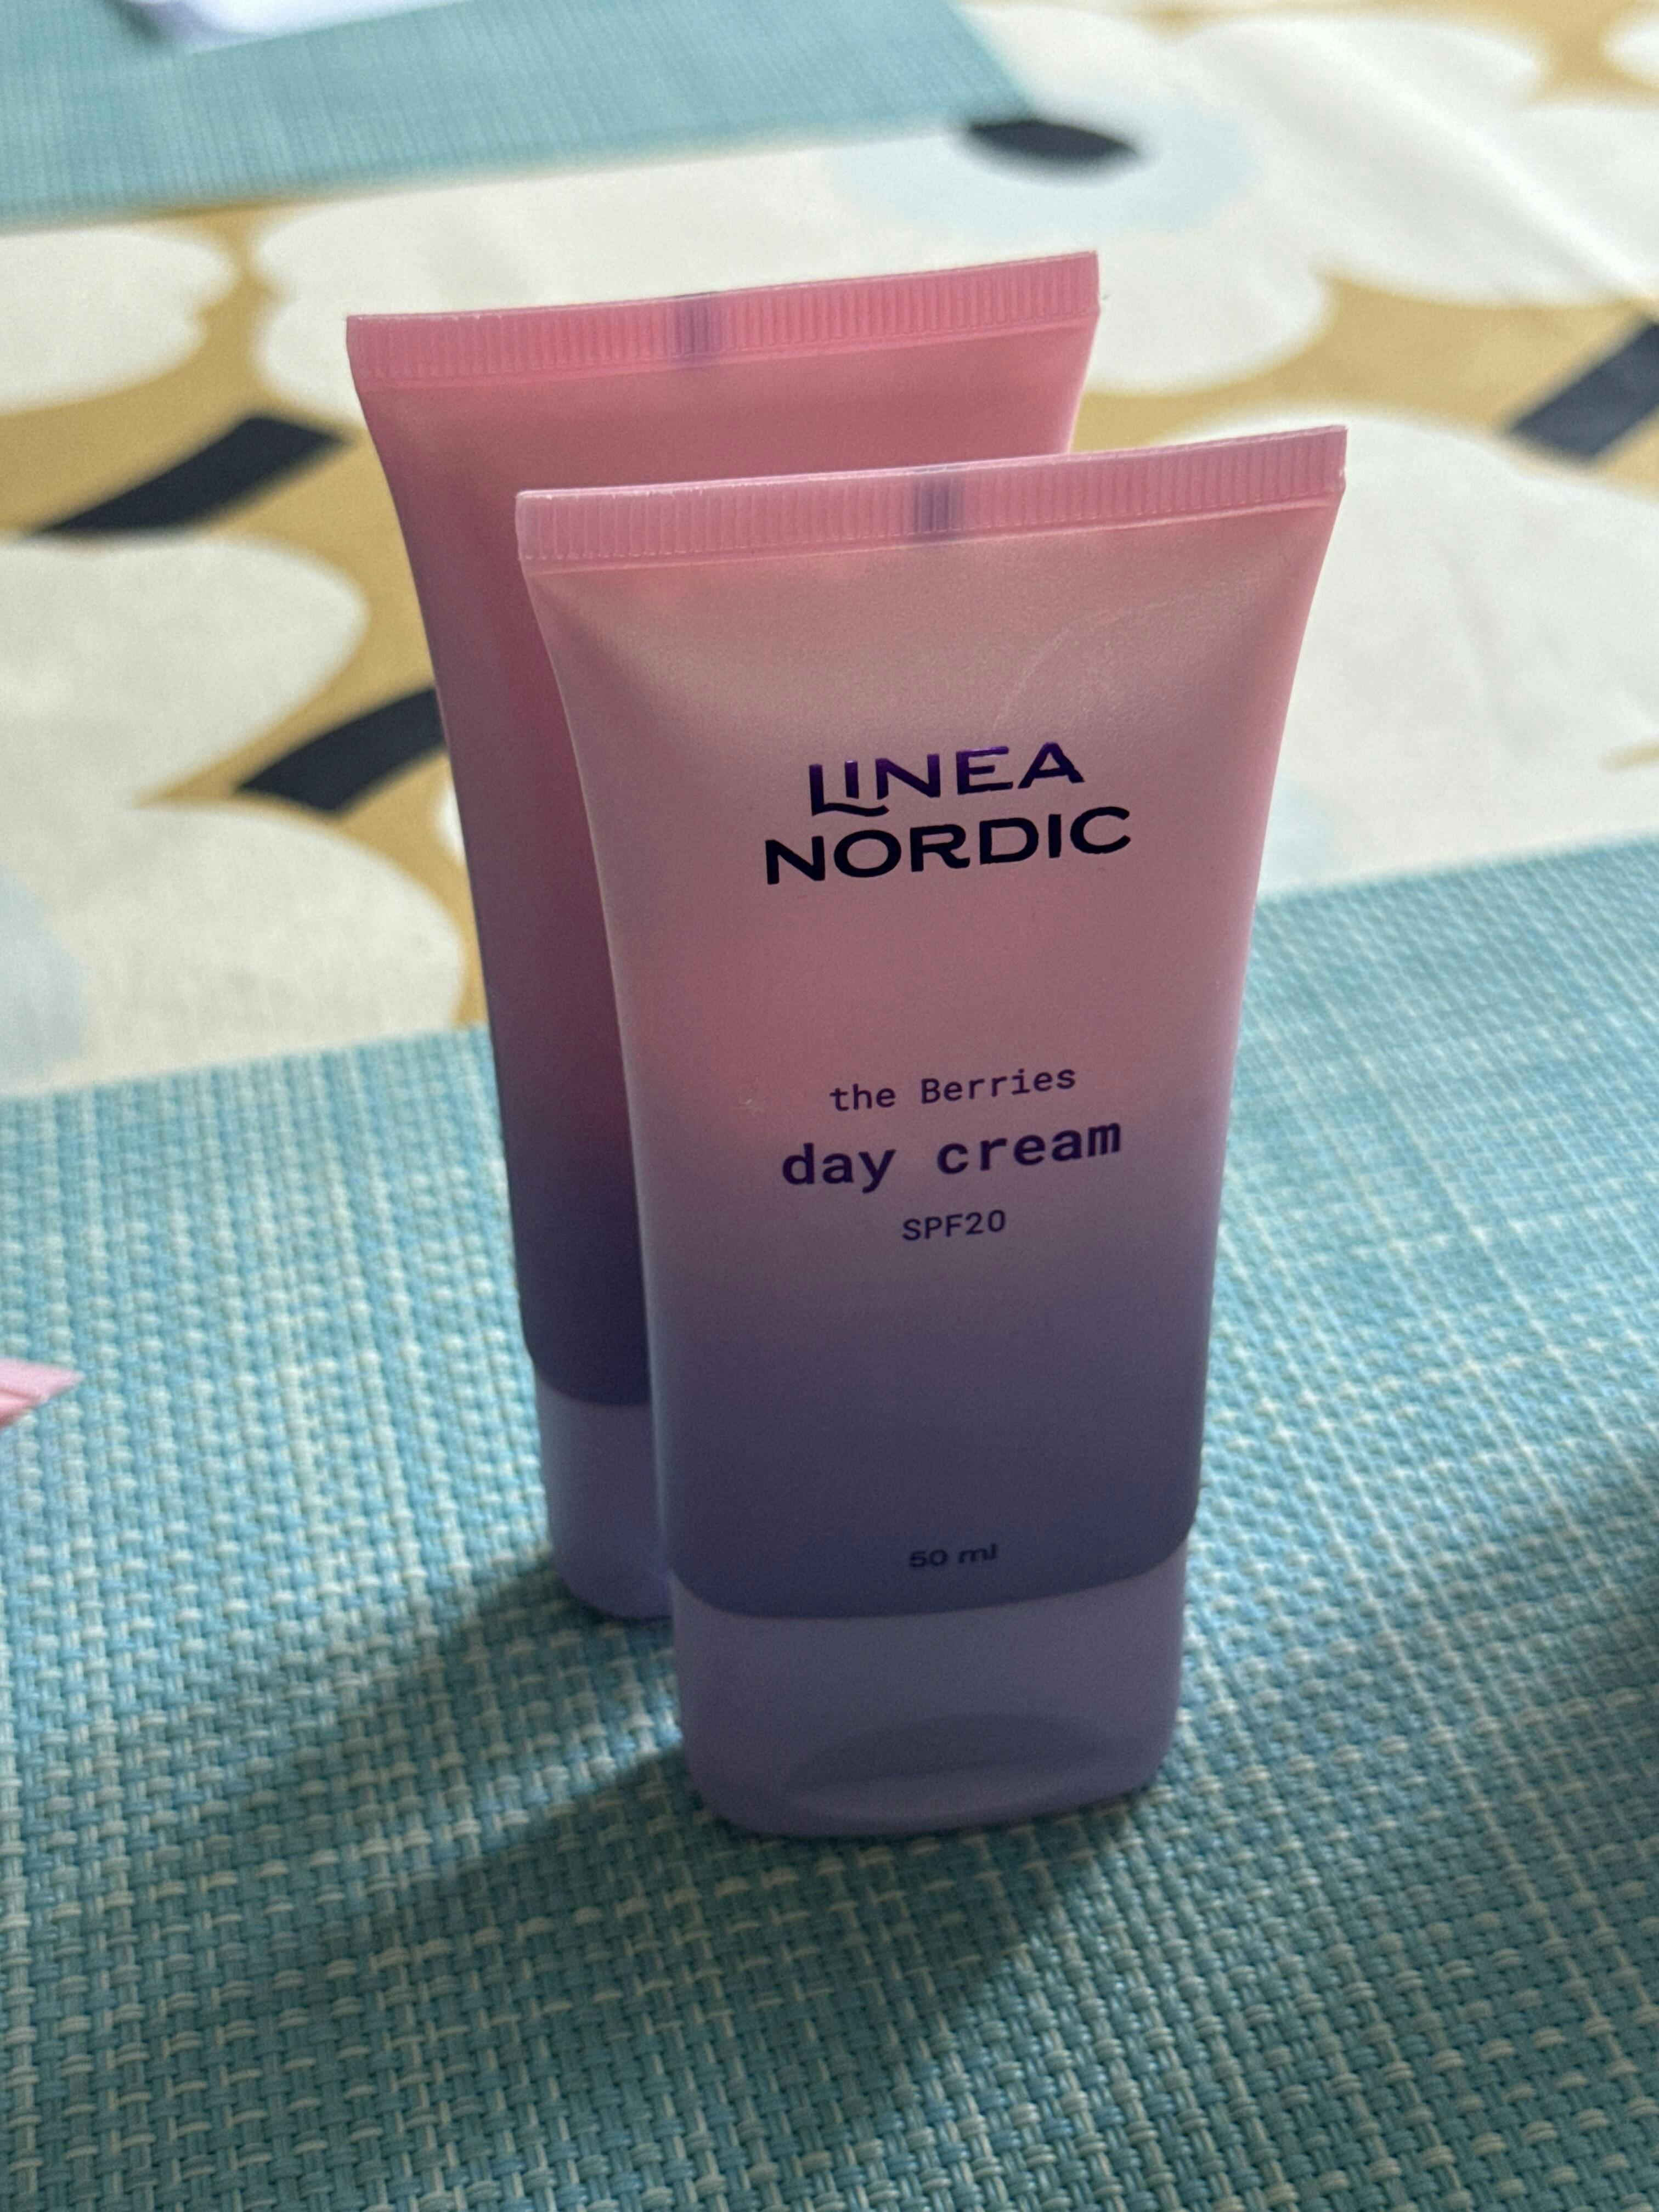 LINEA
NORDIC
the Berries
day cream
SPF20
50 ml